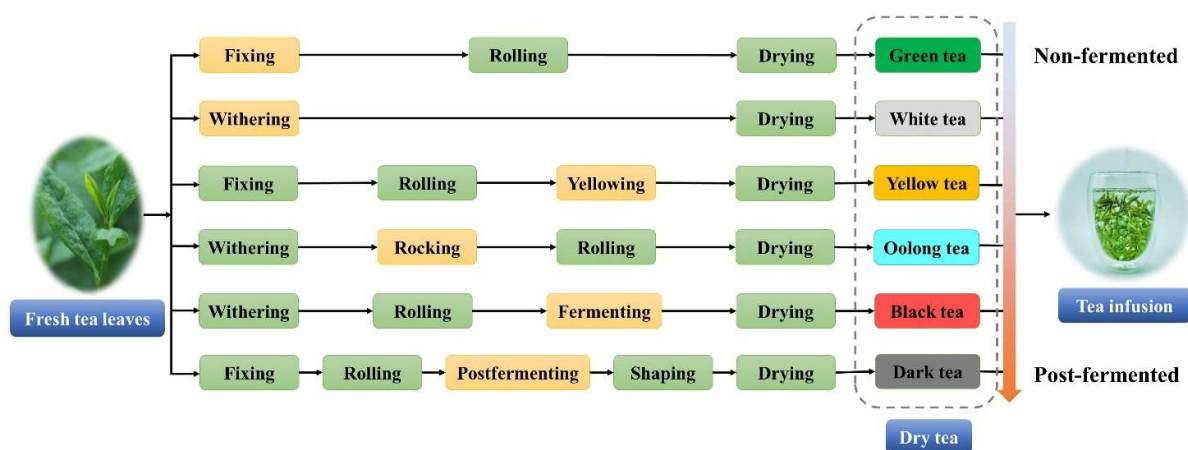 Fixing Rolling Drying Green tea Non-fermented
Withering Drying White tea
Fixing Rolling Yellowing Drying Yellow tea
Withering Rocking Rolling Drying Oolong tea
Fresh tea leaves Withering Rolling Fermenting Drying Black tea Tea infusion
Fixing Rolling Postfermenting Shaping Drying Dark tea Post-fermented
Dry tea